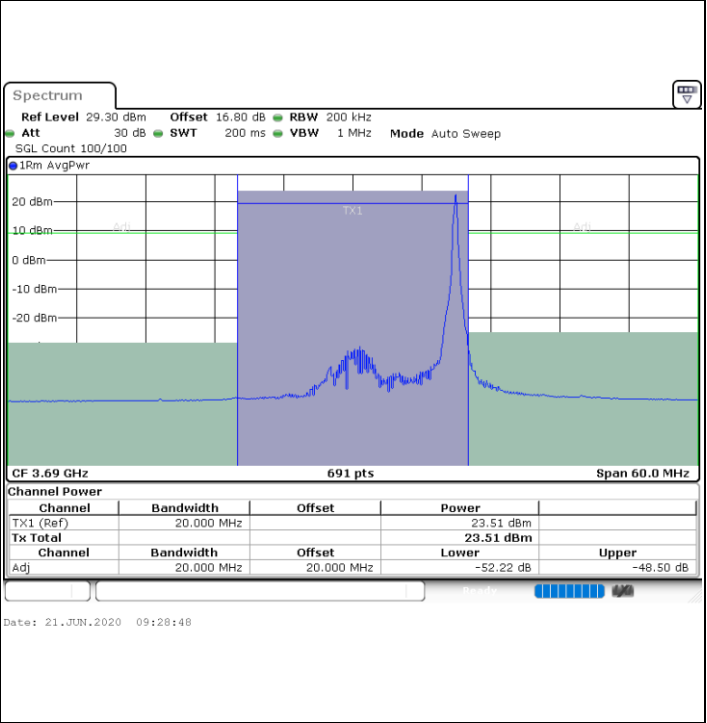 Spectrum
Ref Level 29.30 dBm Offset 16.80 dB RBW 200 kHz
Att 30 dB SWT 200 ms VBW 1 MHz Mode Auto Sweep
SGL Count 100/100
1Rm AvgPwr
20 dBm
TX1
Adj Adj
10 dBm
0 dBm
-10 dBm
-20 dBm
CF 3.69 GHz 691 pts Span 60.0 MHz
Channel Power
Channel Bandwidth Offset Power
TX1 (Ref) 20.000 MHz 23.51 dBm
Tx Total 23.51 dBm
Channel Bandwidth Offset Lower Upper
Adj 20.000 MHz 20.000 MHz -52.22 dB -48.50 dB
Ready
Date: 21.JUN.2020 09:28:48